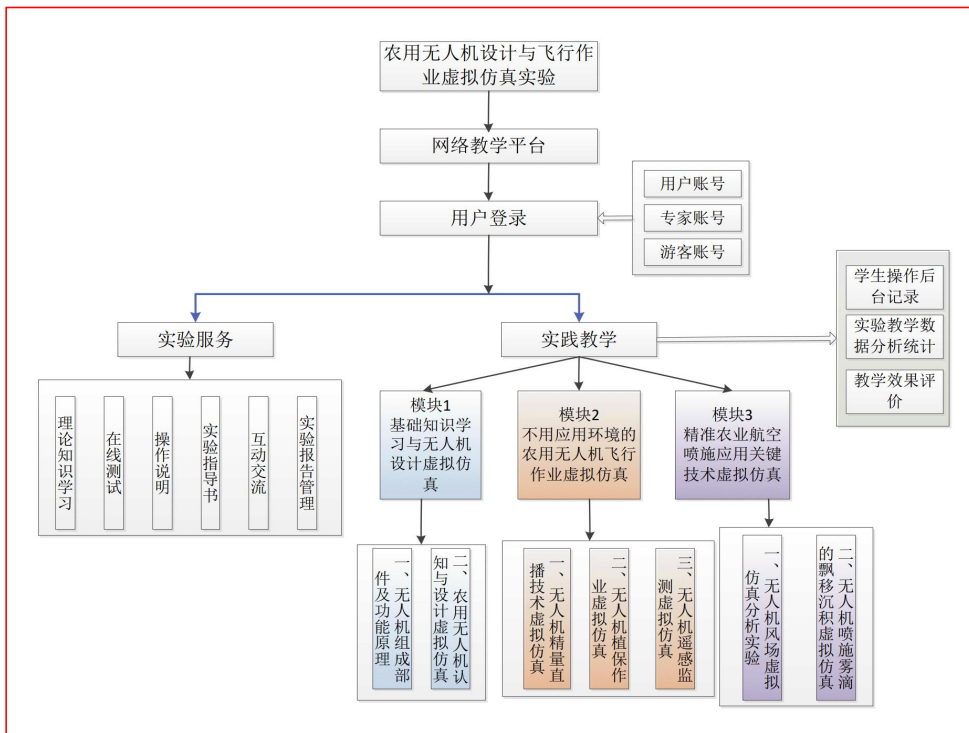 农用无人机设计与飞行作
业虚拟仿真实验
网络教学平台
用户登录
用户账号
专家账号
游客账号
学生操作后
台记录
实验教学数
据分析统计
教学效果评
价
实验服务
实践教学
理论知识学习
在线测试
操作说明
实验指导书
互动交流
实验报告管理
模块1
基础知识学
习与无人机
设计虚拟仿
真
模块2
不用应用环境的
农用无人机飞行
作业虚拟仿真
模块3
精准农业航空
喷施应用关键
技术虚拟仿真
一、无人机组成部
件及功能原理
二、农用无人机认
知与设计虚拟仿真
一、无人机精量直
播技术虚拟仿真
二、无人机植保作
业虚拟仿真
三、无人机遥感监
测虚拟仿真
一、无人机风场虚拟
仿真分析实验
二、无人机喷施雾滴
的飘移沉积虚拟仿真